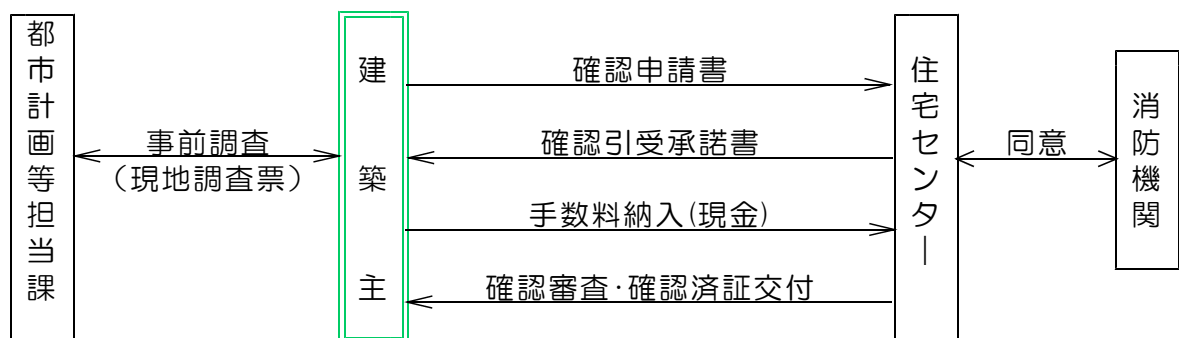 都市計画等担当課
事前調査
(現地調査票)
建築主
確認申請書
確認引受承諾書
手数料納入(現金)
確認審査・確認済証交付
住宅センター
同意
消防機関